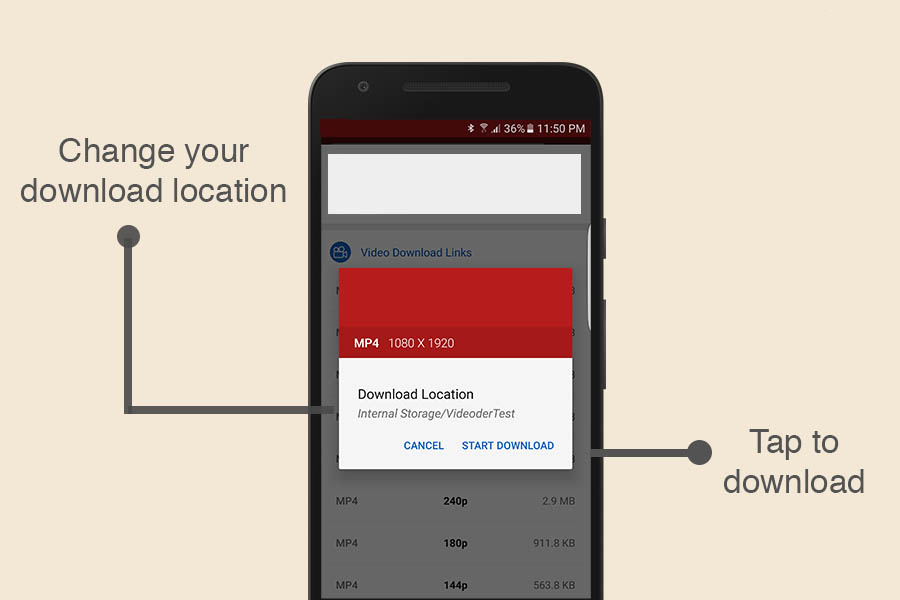 36% 11:50 PM
Change your
download location
Video Download Links
MP4 1080 X 1920
Download Location
Internal Storage/VideoderTest
CANCEL START DOWNLOAD
Tap to
download
MP4 240p 2.9 MB
MP4 180p 911.8 KB
MP4 144p 563.8 KB